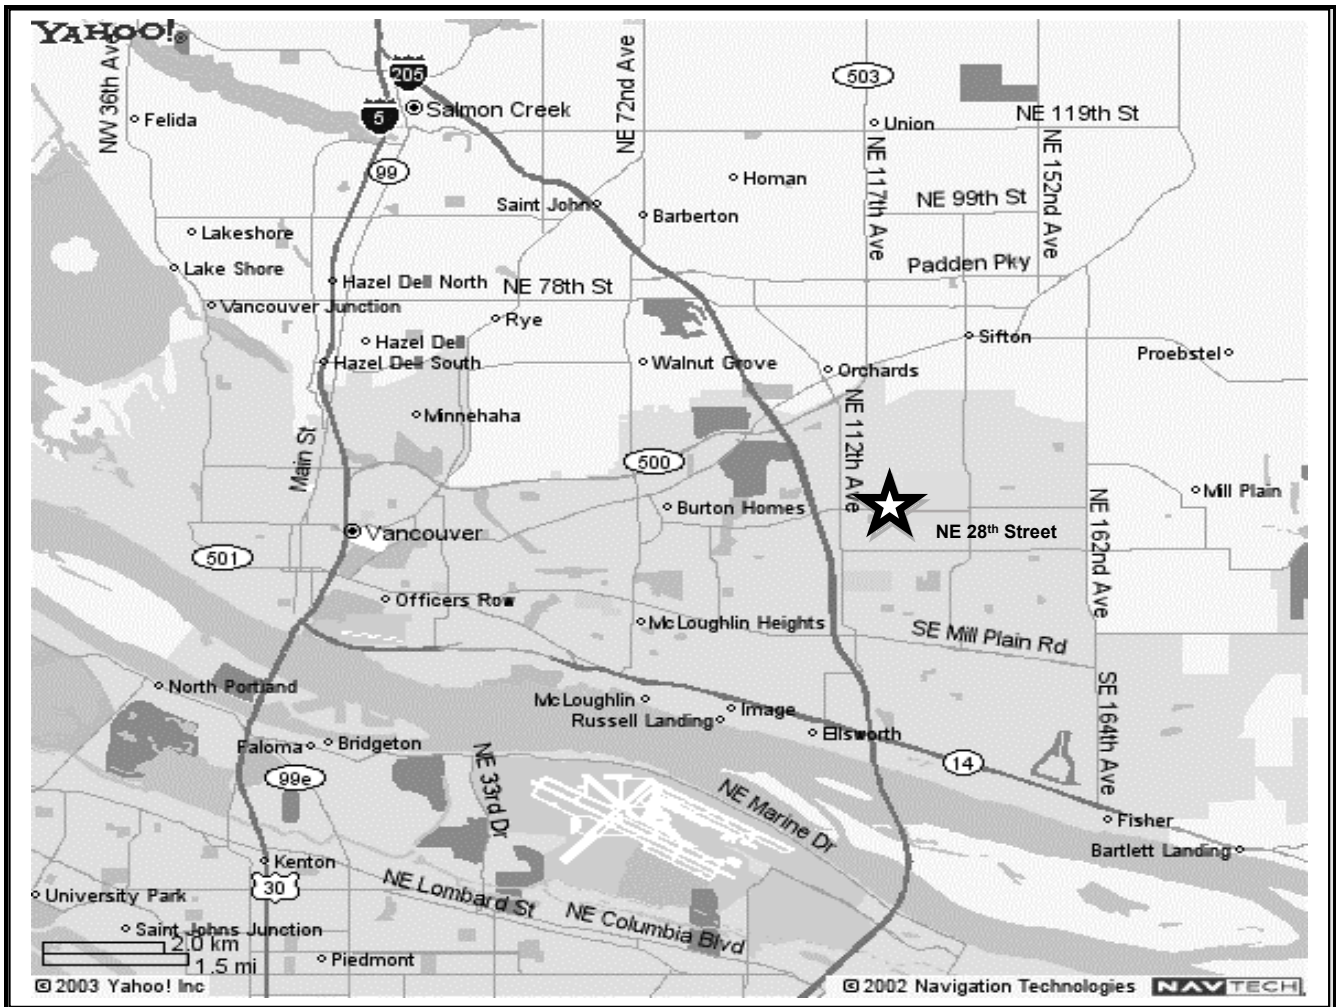 YAHOO!®
205
5
Salmon Creek
NW 36th Ave
Felida
99
NE 72nd Ave
503
Union
NE 119th St
NE 117th Ave
NE 152nd Ave
Homan
Saint John
Barberton
NE 99th St
Lakeshore
Lake Shore
Hazel Dell North
NE 78th St
Padden Pky
Vancouver Junction
Rye
Hazel Dell
Hazel Dell South
Walnut Grove
Orchards
Sifton
Proebstel
Minnehaha
Main St
500
NE 112th Ave
Burton Homes
NE 28th Street
NE 162nd Ave
Mill Plain
Vancouver
501
Officers Row
McLoughlin Heights
SE Mill Plain Rd
North Portland
McLoughlin
Russell Landing
Image
Ellsworth
SE 164th Ave
Faloma
Bridgeton
99e
NE 33rd Dr
14
NE Marine Dr
Fisher
Bartlett Landing
Kenton
30
University Park
NE Lombard St
NE Columbia Blvd
Saint Johns Junction
2.0 km
1.5 mi
Piedmont
© 2003 Yahoo! Inc
© 2002 Navigation Technologies
NAVTECH